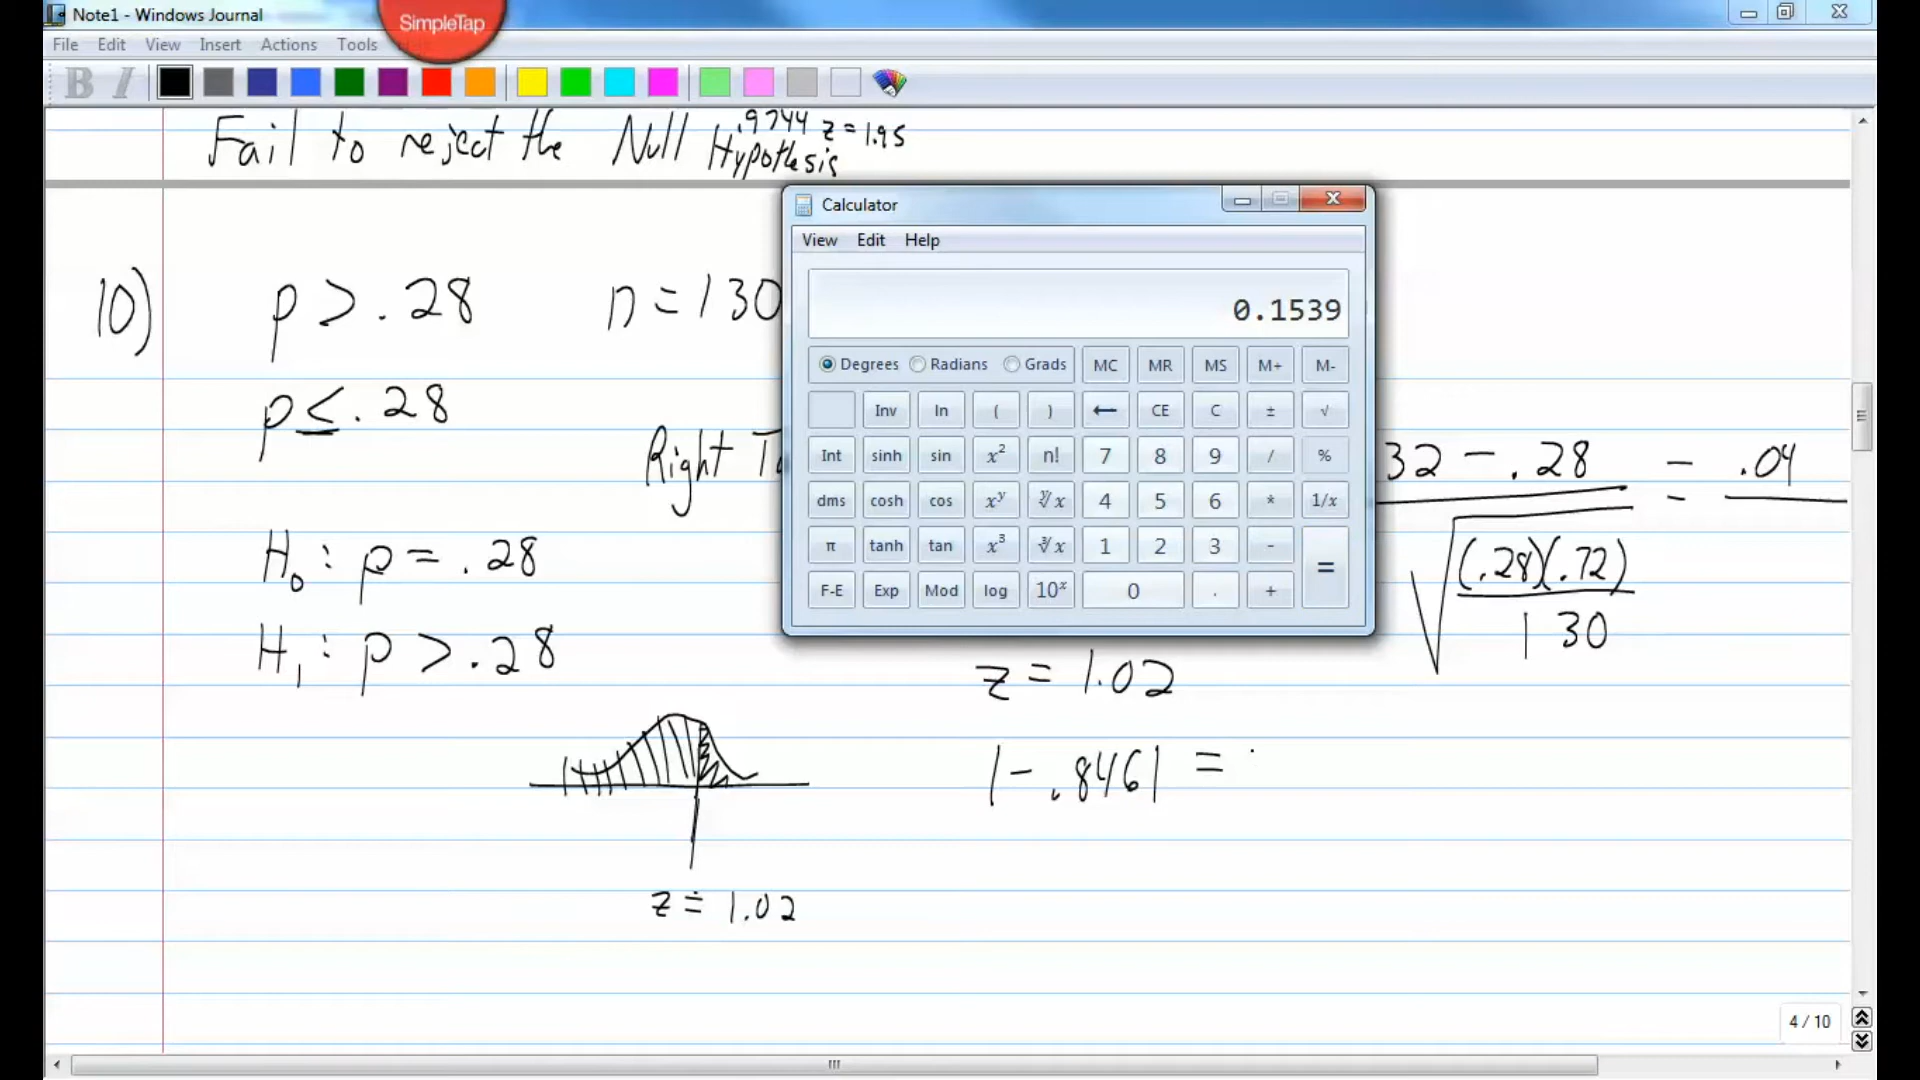 Note1 - Windows Journal
SimpleTap
File Edit View Insert Actions Tools
B I
Fail to reject the Null Hypothesis
.9744 z = 1.95
10) p > .28 n = 130
p ≤ .28
Right T
H₀ : p = .28
H₁ : p > .28
z = 1.02
Calculator
View Edit Help
0.1539
Degrees Radians Grads MC MR MS M+ M-
Inv ln ( ) ← CE C ± √
Int sinh sin x² n! 7 8 9 / %
dms cosh cos xʸ ʸ√x 4 5 6 * 1/x
π tanh tan x³ ³√x 1 2 3 - =
F-E Exp Mod log 10ˣ 0 . +
32 - .28 = .04
(.28)(.72)
130
z = 1.02
1 - .8461 = .
4 / 10